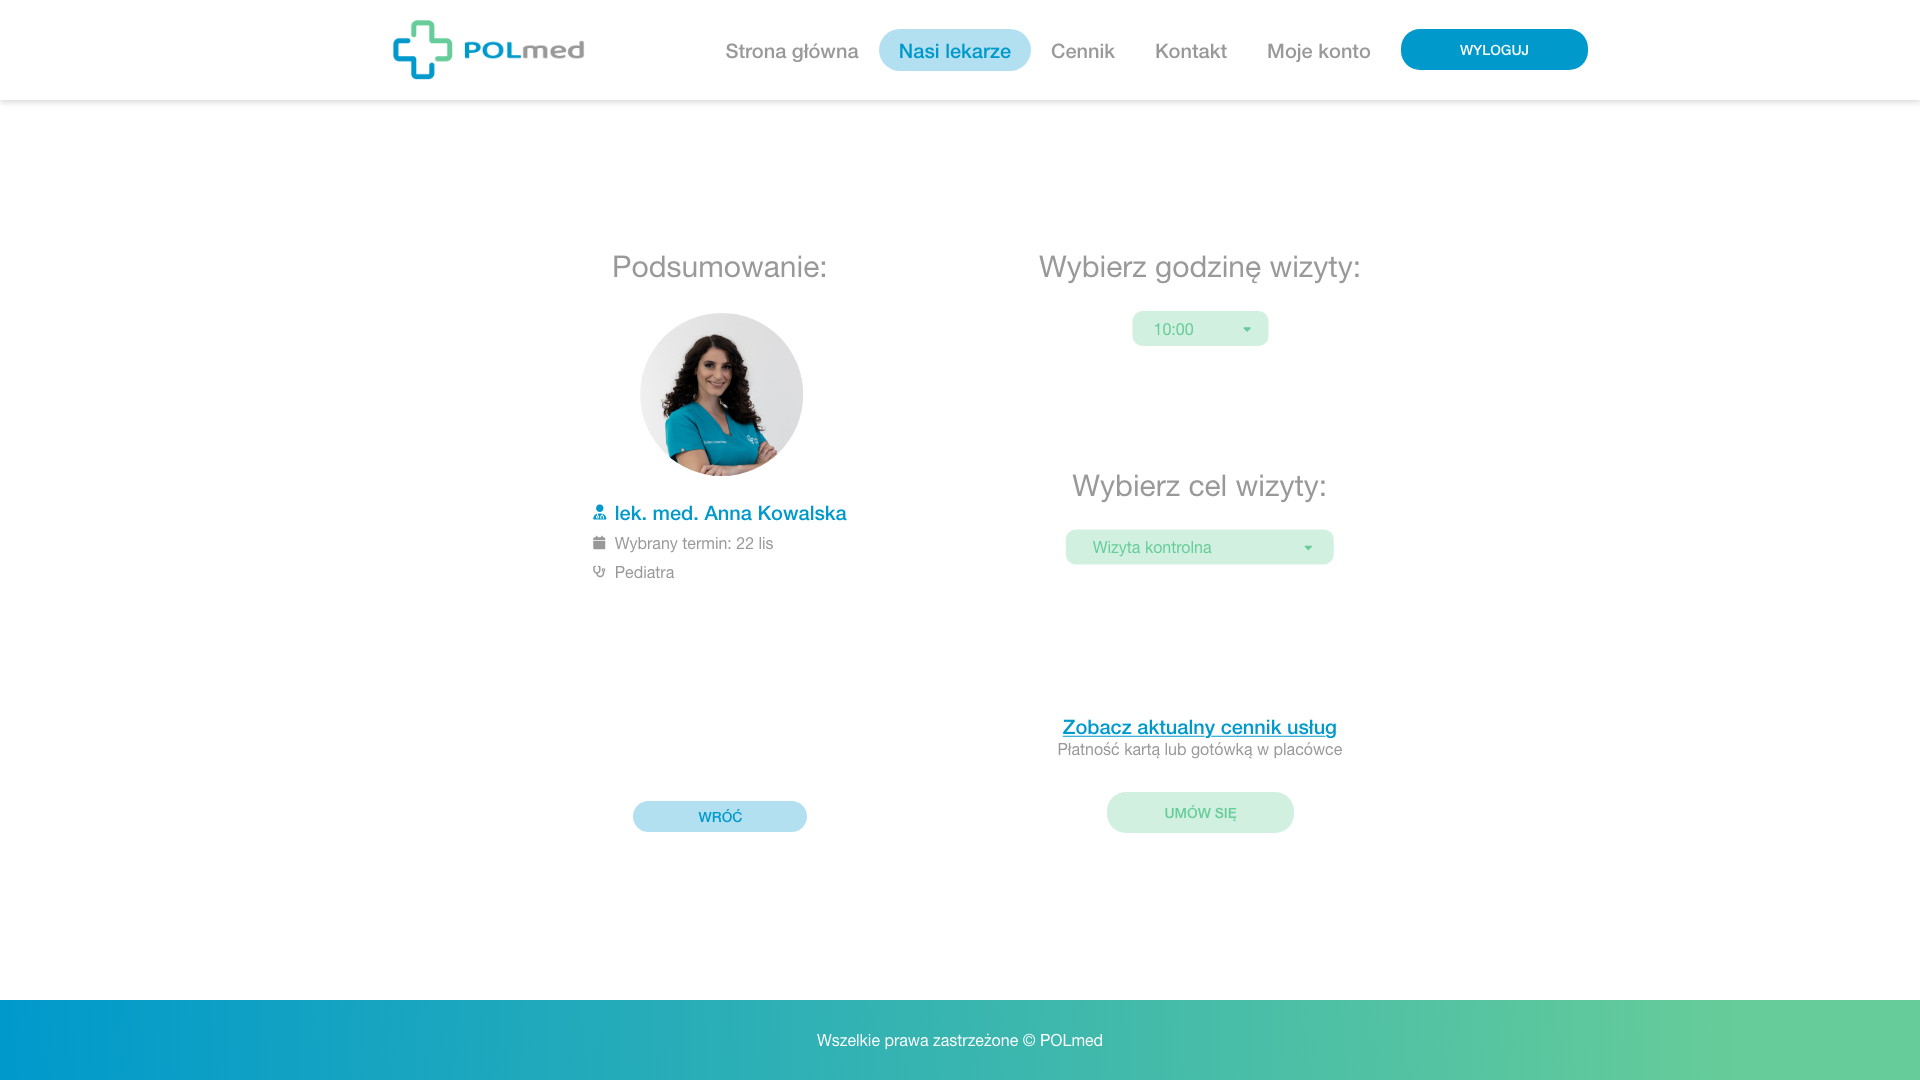 POLmed
Strona główna
Nasi lekarze
Cennik
Kontakt
Moje konto
WYLOGUJ
Podsumowanie:
lek. med. Anna Kowalska
Wybrany termin: 22 lis
Pediatra
WRÓĆ
Wybierz godzinę wizyty:
10:00
Wybierz cel wizyty:
Wizyta kontrolna
Zobacz aktualny cennik usług
Płatność kartą lub gotówką w placówce
UMÓW SIĘ
Wszelkie prawa zastrzeżone © POLmed